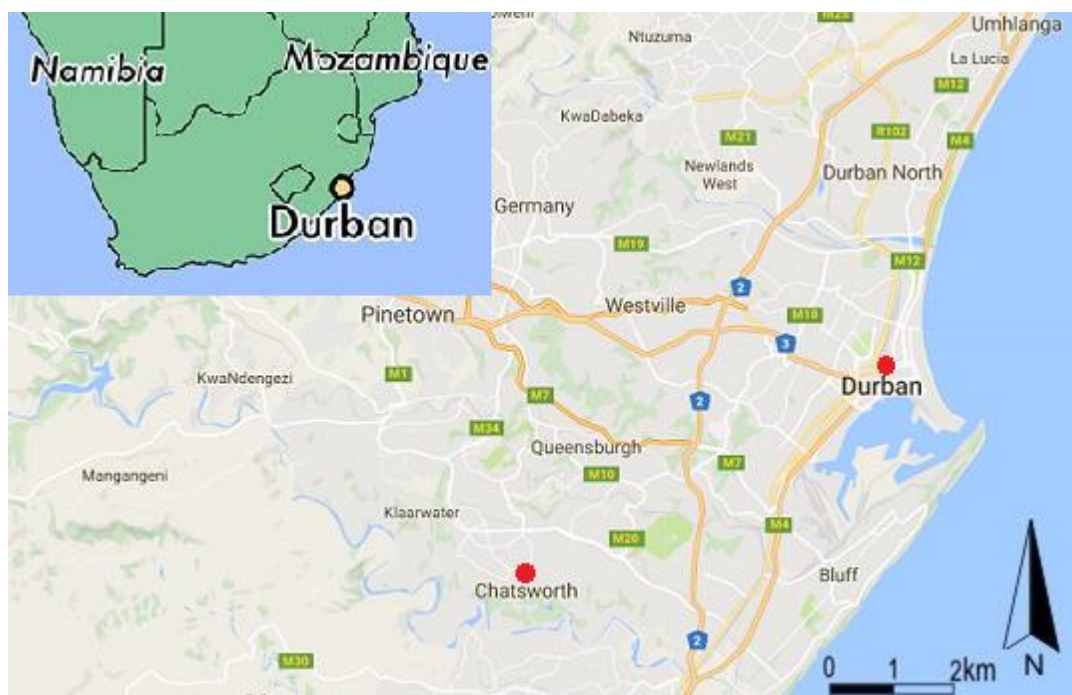 Namibia
Mozambique
Durban
Ntuzuma
Umhlanga
La Lucia
M12
KwaDabeka
M21
R102
M4
Newlands
West
Durban North
Germany
M19
M12
2
Westville
M10
Pinetown
3
KwaNdengezi
M1
Durban
M7
2
M34
Queensburgh
M7
M10
Mangangeni
Klaarwater
M4
M20
Chatsworth
Bluff
2
M30
0 1 2km
N